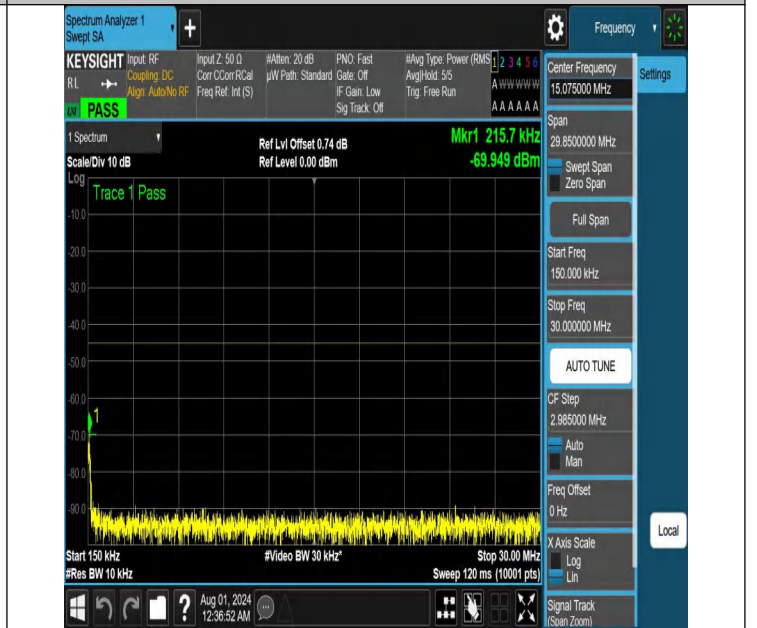 Spectrum Analyzer 1
Swept SA
+
Frequency
KEYSIGHT
RL
PASS
Input: RF
Coupling: DC
Align: Auto/No RF
Input Z: 50 Ω
Corr CCorr RCal
Freq Ref: Int (S)
#Atten: 20 dB
µW Path: Standard
PNO: Fast
Gate: Off
IF Gain: Low
Sig Track: Off
#Avg Type: Power (RMS
Avg|Hold: 5/5
Trig: Free Run
1 2 3 4 5 6
A W W W W W
A A A A A A
1 Spectrum
Scale/Div 10 dB
Ref Lvl Offset 0.74 dB
Ref Level 0.00 dBm
Mkr1 215.7 kHz
-69.949 dBm
Log
Trace 1 Pass
-10.0
-20.0
-30.0
-40.0
-50.0
-60.0
1
-70.0
-80.0
-90.0
Start 150 kHz
#Res BW 10 kHz
#Video BW 30 kHz*
Stop 30.00 MHz
Sweep 120 ms (10001 pts)
Center Frequency
15.075000 MHz
Settings
Span
29.8500000 MHz
Swept Span
Zero Span
Full Span
Start Freq
150.000 kHz
Stop Freq
30.000000 MHz
AUTO TUNE
CF Step
2.985000 MHz
Auto
Man
Freq Offset
0 Hz
X Axis Scale
Log
Lin
Local
Signal Track
(Span Zoom)
?
Aug 01, 2024
12:36:52 AM